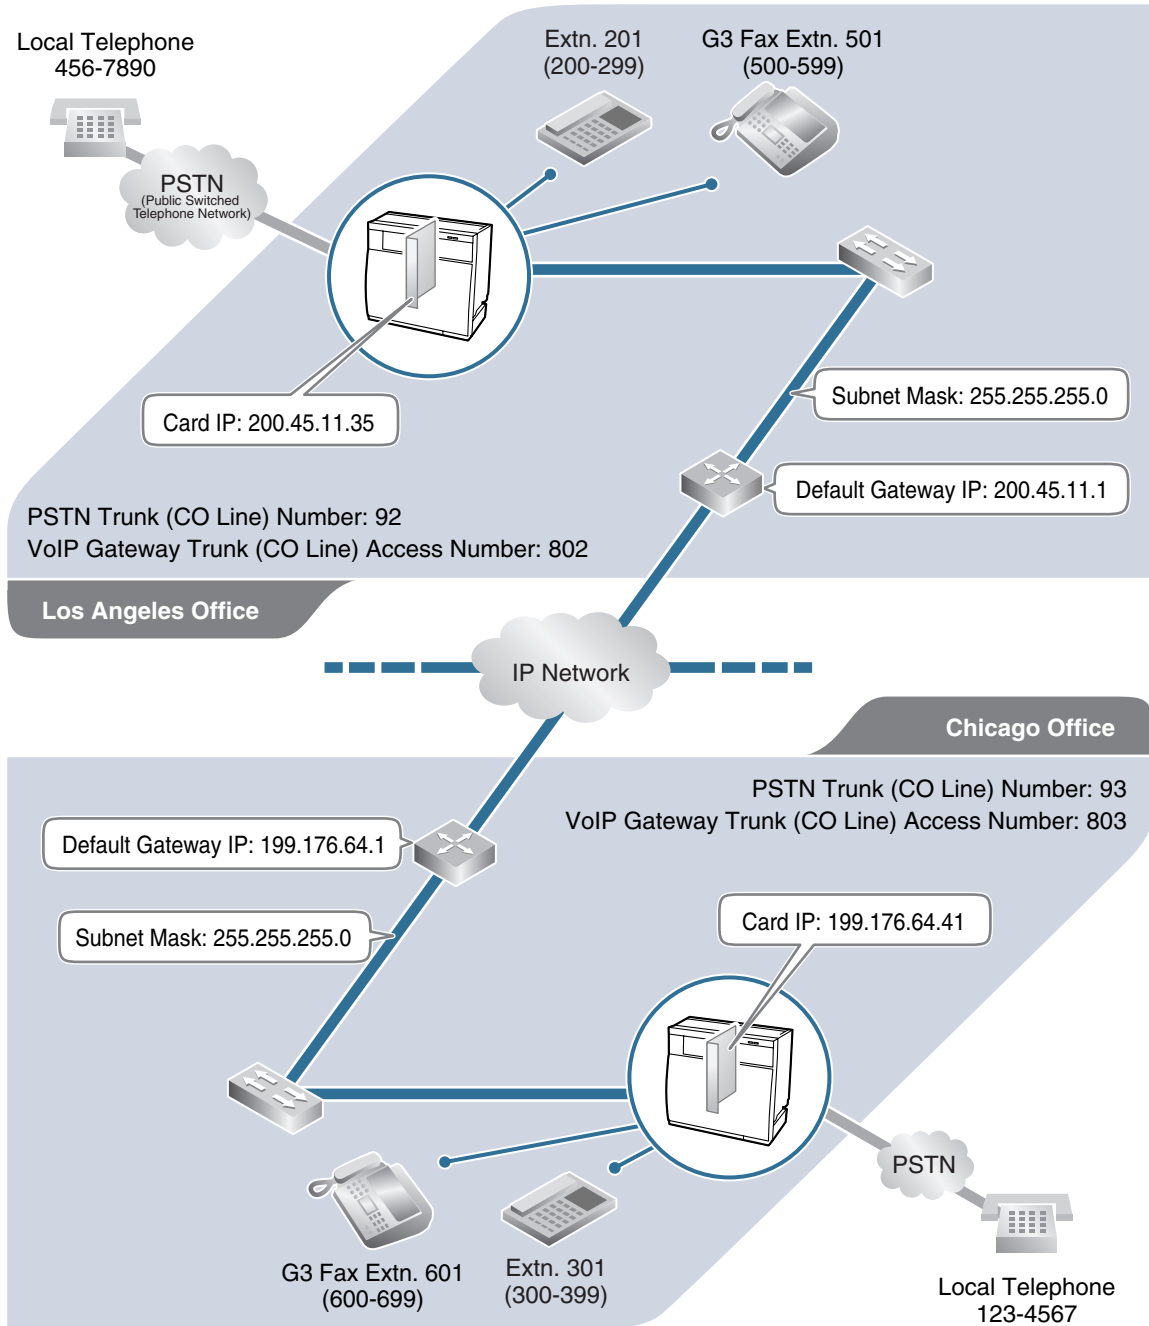 Local Telephone
456-7890
Extn. 201
(200-299)
G3 Fax Extn. 501
(500-599)
PSTN
(Public Switched
Telephone Network)
Card IP: 200.45.11.35
Subnet Mask: 255.255.255.0
Default Gateway IP: 200.45.11.1
PSTN Trunk (CO Line) Number: 92
VoIP Gateway Trunk (CO Line) Access Number: 802
Los Angeles Office
IP Network
Chicago Office
PSTN Trunk (CO Line) Number: 93
VoIP Gateway Trunk (CO Line) Access Number: 803
Default Gateway IP: 199.176.64.1
Card IP: 199.176.64.41
Subnet Mask: 255.255.255.0
PSTN
G3 Fax Extn. 601
(600-699)
Extn. 301
(300-399)
Local Telephone
123-4567